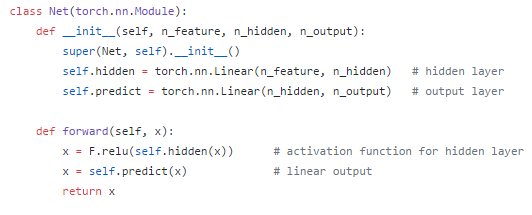 class Net(torch.nn.Module):
    def __init__(self, n_feature, n_hidden, n_output):
        super(Net, self).__init__()
        self.hidden = torch.nn.Linear(n_feature, n_hidden)   # hidden layer
        self.predict = torch.nn.Linear(n_hidden, n_output)   # output layer

    def forward(self, x):
        x = F.relu(self.hidden(x))      # activation function for hidden layer
        x = self.predict(x)             # linear output
        return x